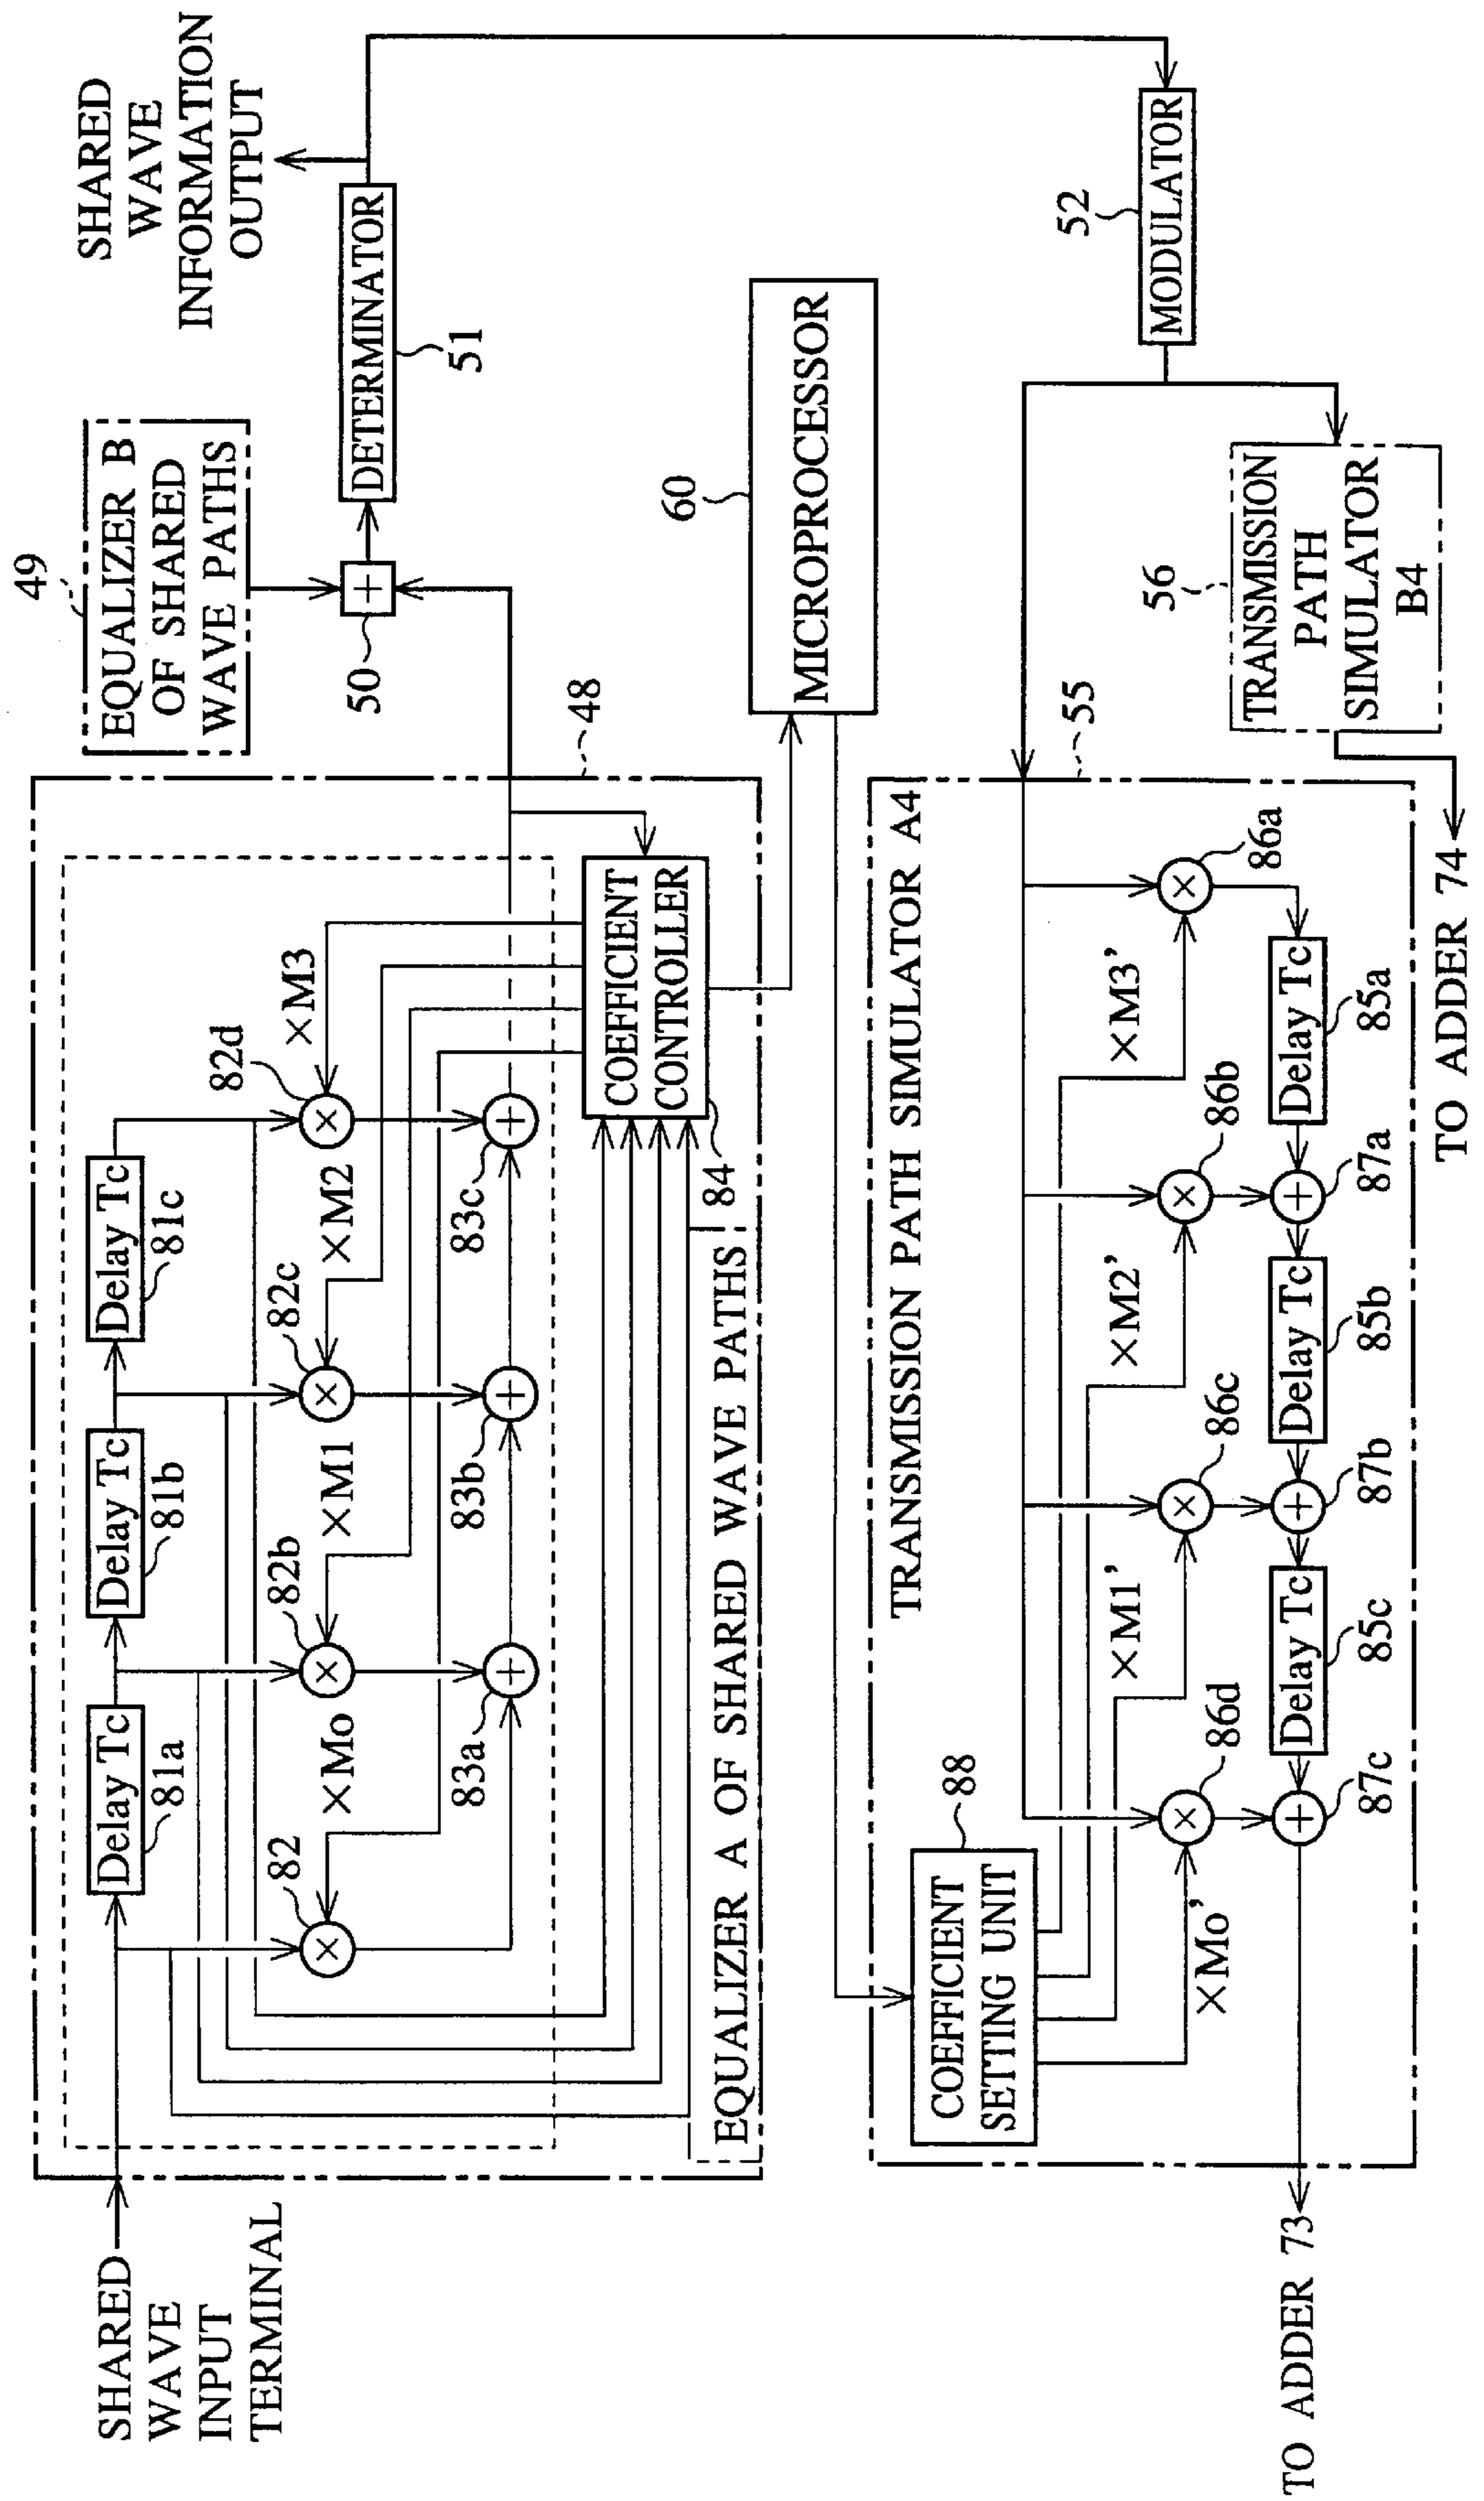 SHARED
WAVE
INPUT
TERMINAL
Delay Tc
81a
Delay Tc
81b
Delay Tc
81c
82
×Mo
82b
×M1
82c
×M2
82d
×M3
83a
83b
83c
COEFFICIENT
CONTROLLER
84
EQUALIZER A OF SHARED WAVE PATHS
48
49
EQUALIZER B
OF SHARED
WAVE PATHS
50
DETERMINATOR
51
SHARED
WAVE
INFORMATION
OUTPUT
60
MICROPROCESSOR
52
MODULATOR
TRANSMISSION PATH SIMULATOR A4
55
56
TRANSMISSION
PATH
SIMULATOR
B4
COEFFICIENT
SETTING UNIT
88
×Mo’
86d
×M1’
86c
×M2’
86b
×M3’
86a
87c
Delay Tc
85c
87b
Delay Tc
85b
87a
Delay Tc
85a
TO ADDER 73
TO ADDER 74